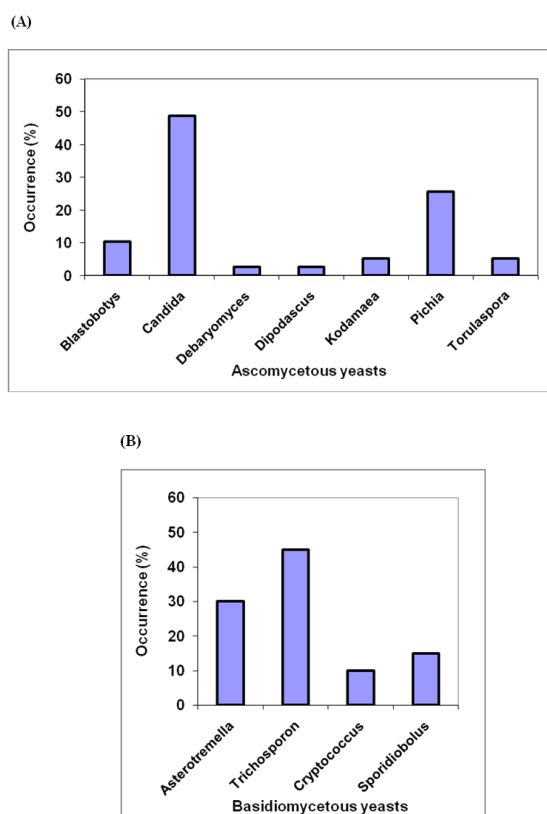 (A)
60
50
40
30
20
10
0
Occurrence (%)
Blastobotys
Candida
Debaryomyces
Dipodascus
Kodamaea
Pichia
Torulaspora
Ascomycetous yeasts
(B)
60
50
40
30
20
10
0
Occurrence (%)
Asterotremella
Trichosporon
Cryptococcus
Sporidiobolus
Basidiomycetous yeasts